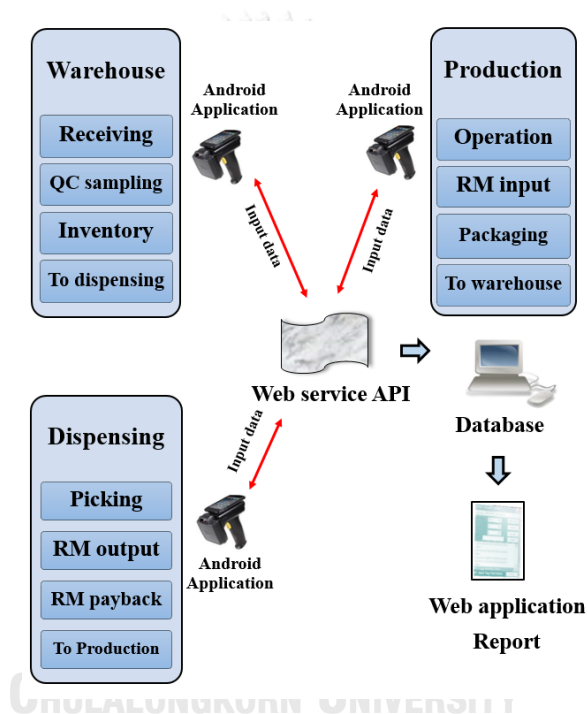 Warehouse
Receiving
QC sampling
Inventory
To dispensing
Android
Application
Android
Application
Production
Operation
RM input
Packaging
To warehouse
Input data
Input data
Web service API
Database
Input data
Dispensing
Picking
RM output
RM payback
To Production
Android
Application
Web application
Report
CHULALONGKORN UNIVERSITY